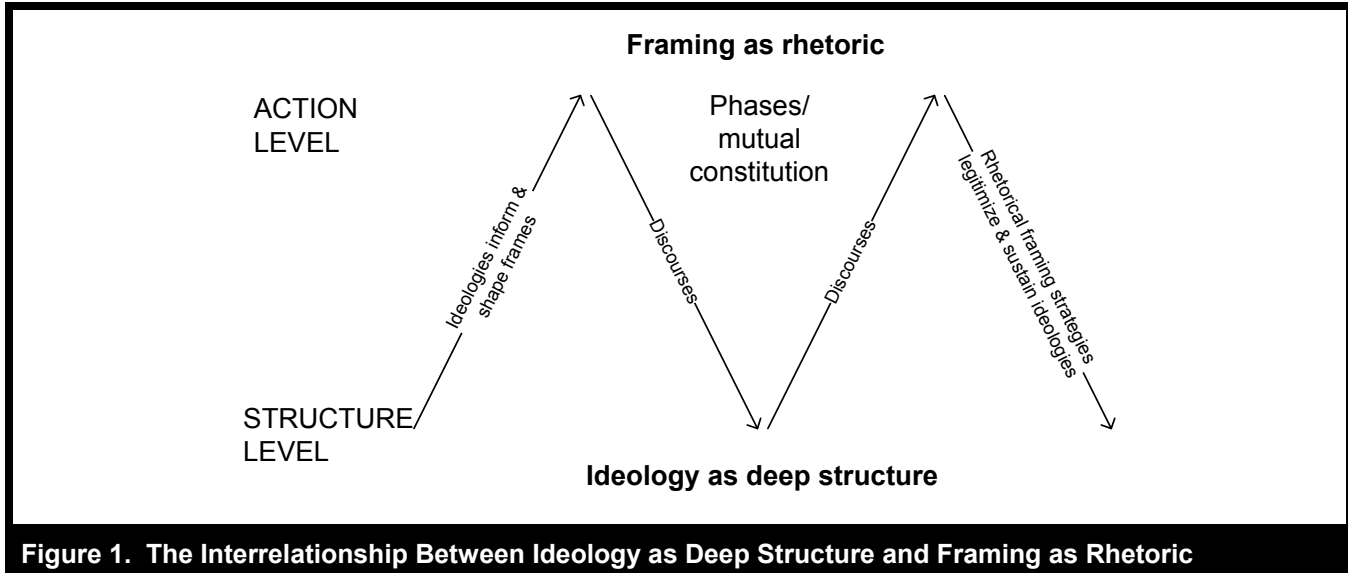 Framing as rhetoric
ACTION
LEVEL
Phases/
mutual
constitution
Ideologies inform &
shape frames
Discourses
Discourses
Rhetorical framing strategies
legitimize & sustain ideologies
STRUCTURE
LEVEL
Ideology as deep structure
Figure 1. The Interrelationship Between Ideology as Deep Structure and Framing as Rhetoric